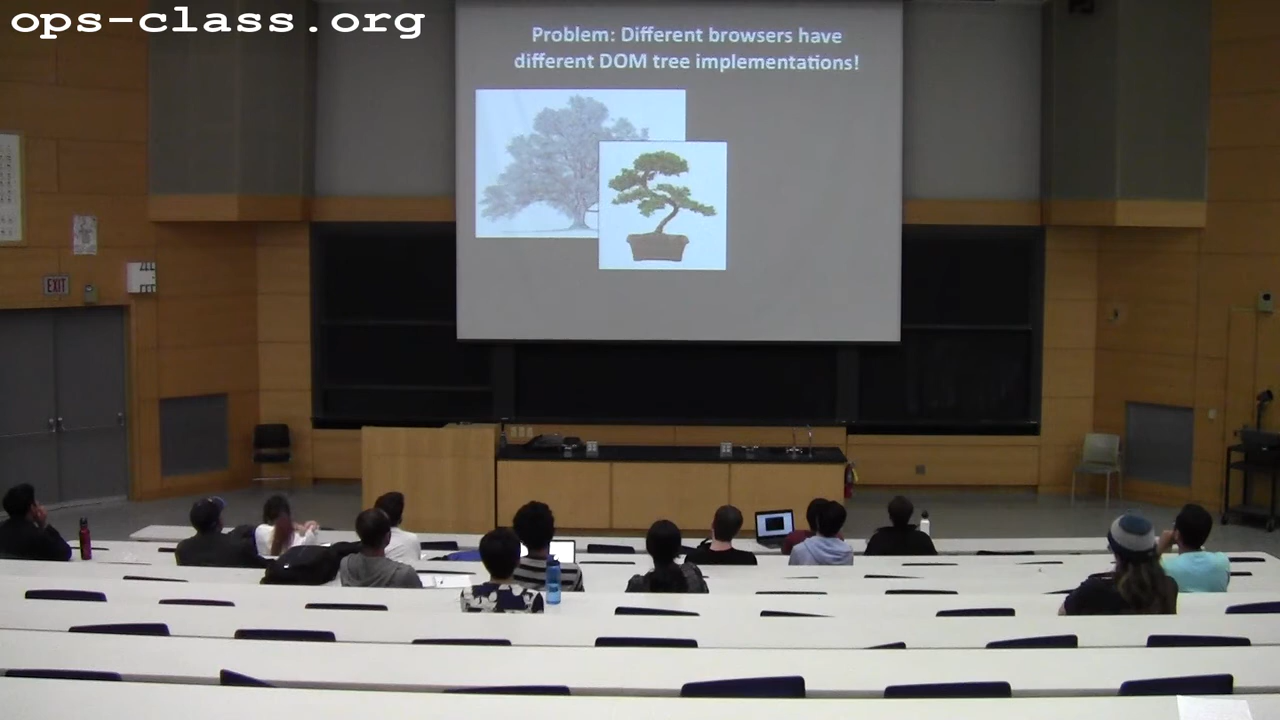 ops-class.org
Problem: Different browsers have
different DOM tree implementations!
EXIT